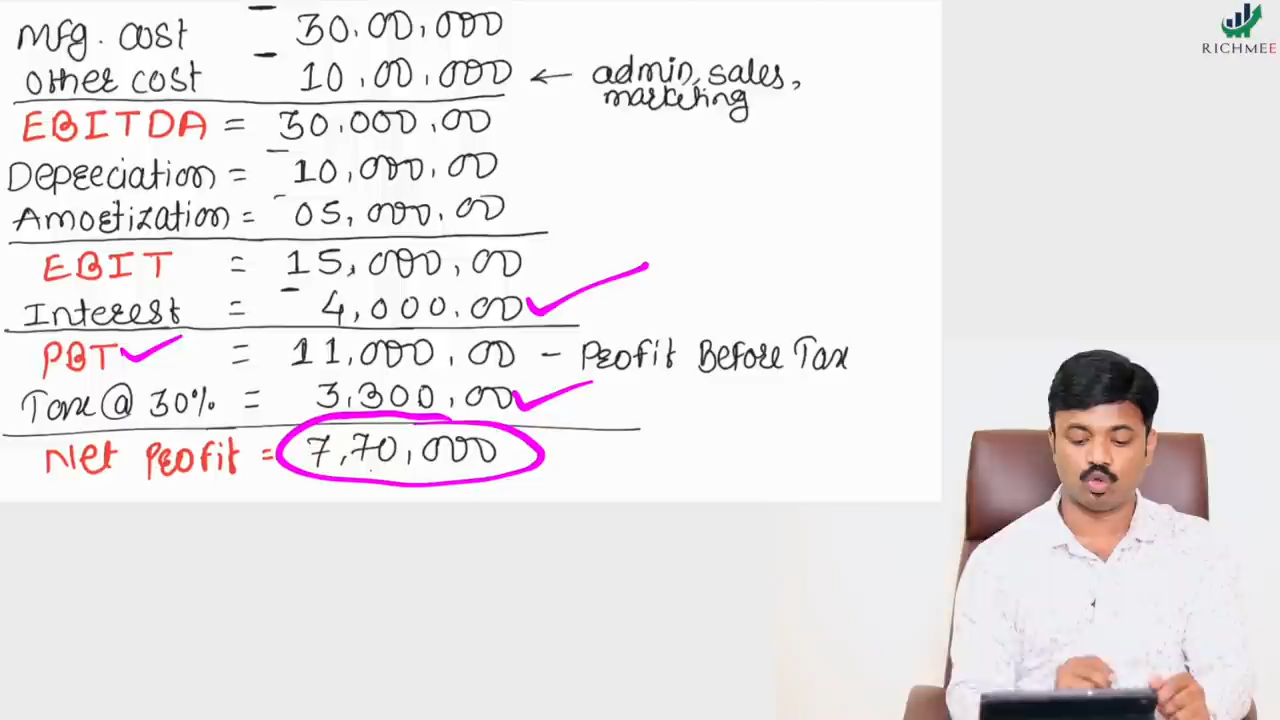 RICHMEE
Mfg. cost - 30,00,000
other cost - 10,00,000 ← admin, sales, marketing
EBITDA = 30,000,00
Depreciation = - 10,000,00
Amortization = - 05,000,00
EBIT = 15,000,00
Interest = - 4,000,00
PBT = 11,000,00 - Profit Before Tax
Tax @ 30% = 3,300,00
Net Profit = 7,70,000